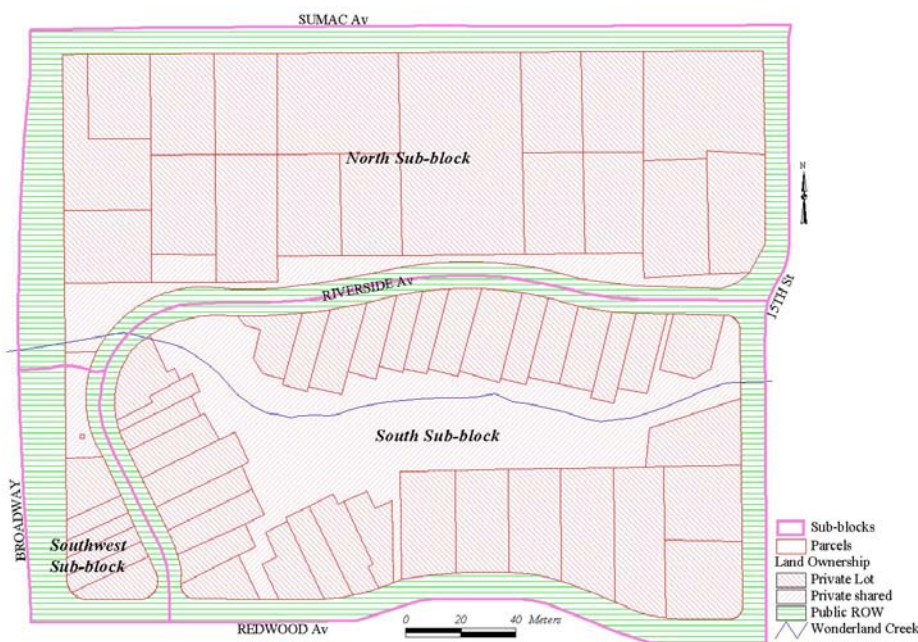 SUMAC Av
North Sub-block
N
RIVERSIDE Av
15TH St
South Sub-block
BROADWAY
Southwest
Sub-block
REDWOOD Av
0 20 40 Meters
Sub-blocks
Parcels
Land Ownership
Private Lot
Private shared
Public ROW
Wonderland Creek